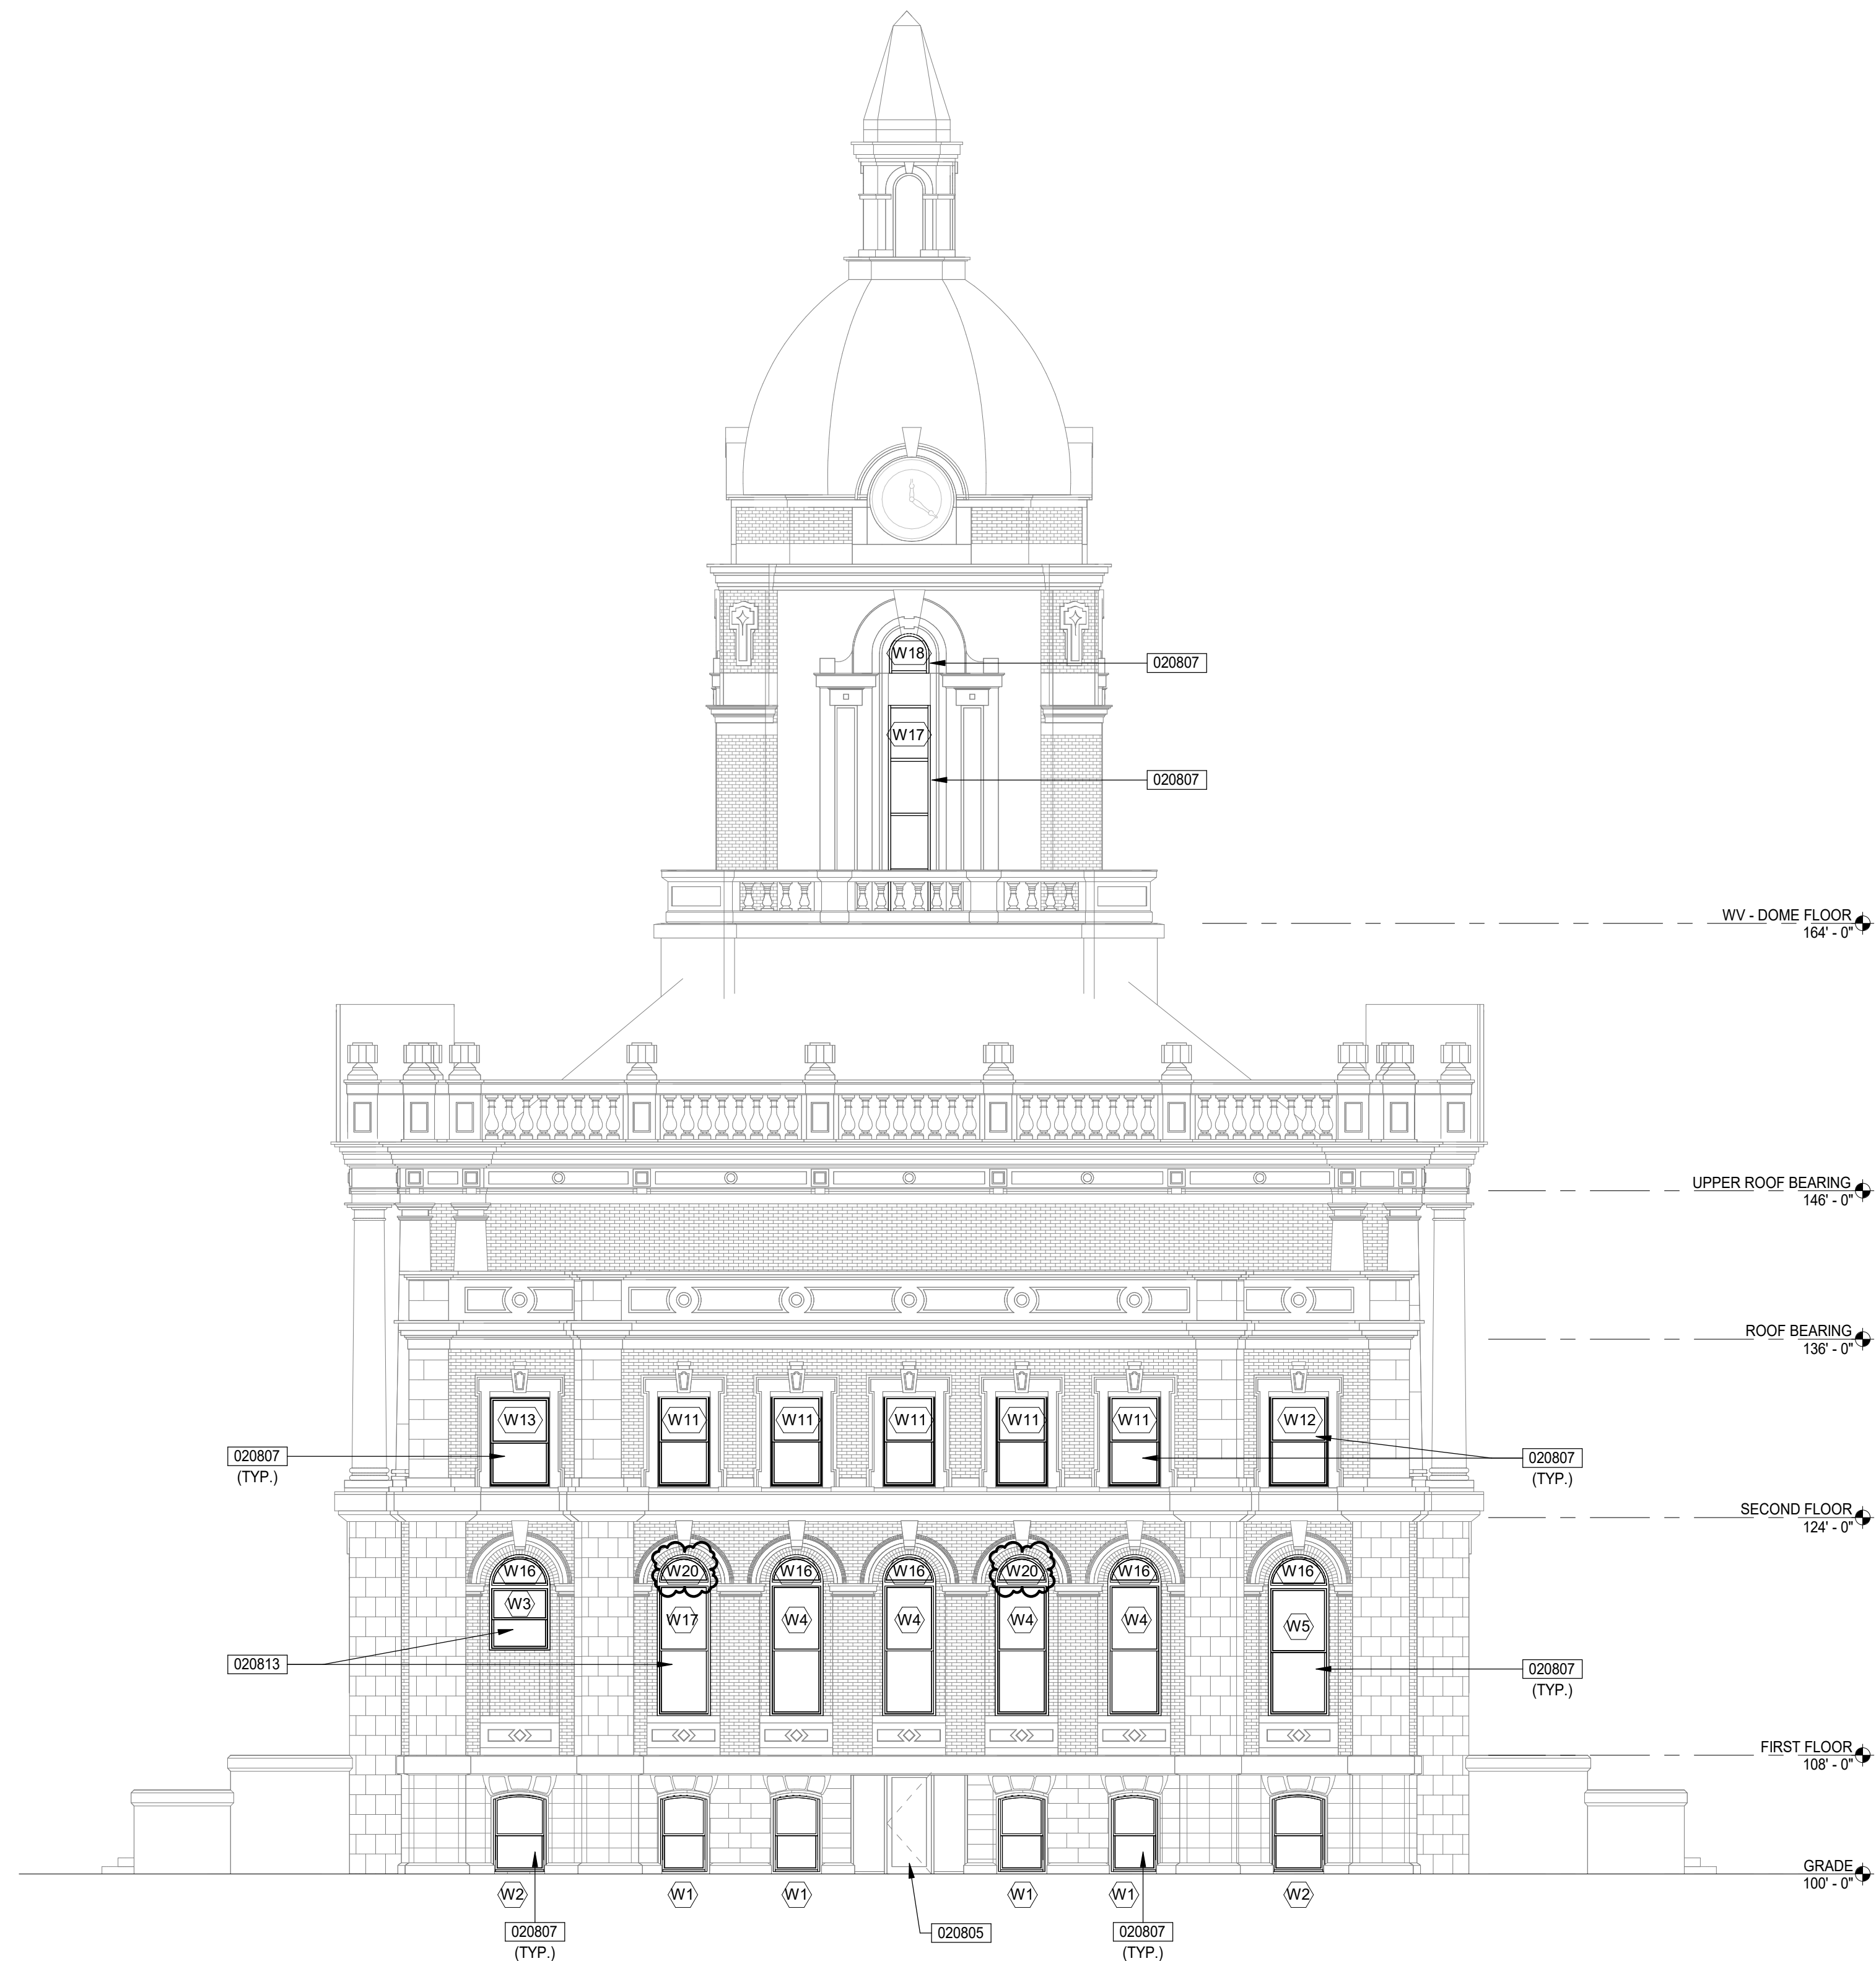 W18
020807
W17
020807
WV - DOME FLOOR
164' - 0"
UPPER ROOF BEARING
146' - 0"
ROOF BEARING
136' - 0"
W13
W11
W11
W11
W11
W11
W12
020807
(TYP.)
020807
(TYP.)
SECOND FLOOR
124' - 0"
W16
W20
W16
W16
W20
W16
W16
W3
W17
W4
W4
W4
W4
W5
020813
020807
(TYP.)
FIRST FLOOR
108' - 0"
GRADE
100' - 0"
W2
W1
W1
W1
W1
W2
020807
(TYP.)
020805
020807
(TYP.)